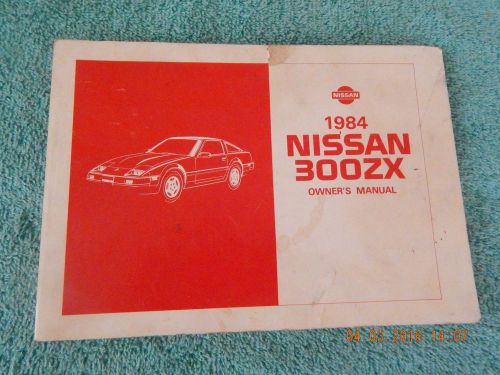 NISSAN
1984
NISSAN
300ZX
OWNER'S MANUAL
04.03.2016 14:07